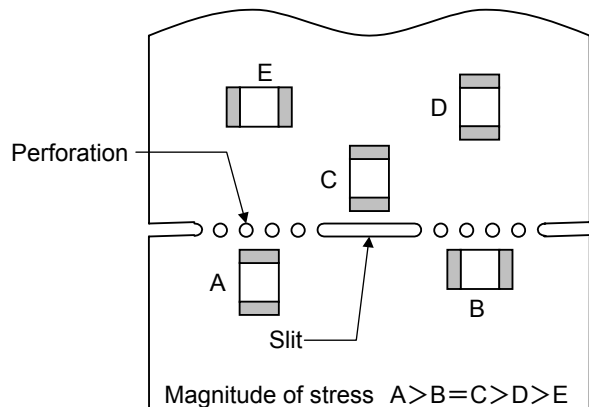 E
D
Perforation
C
A
B
Slit
Magnitude of stress A>B=C>D>E